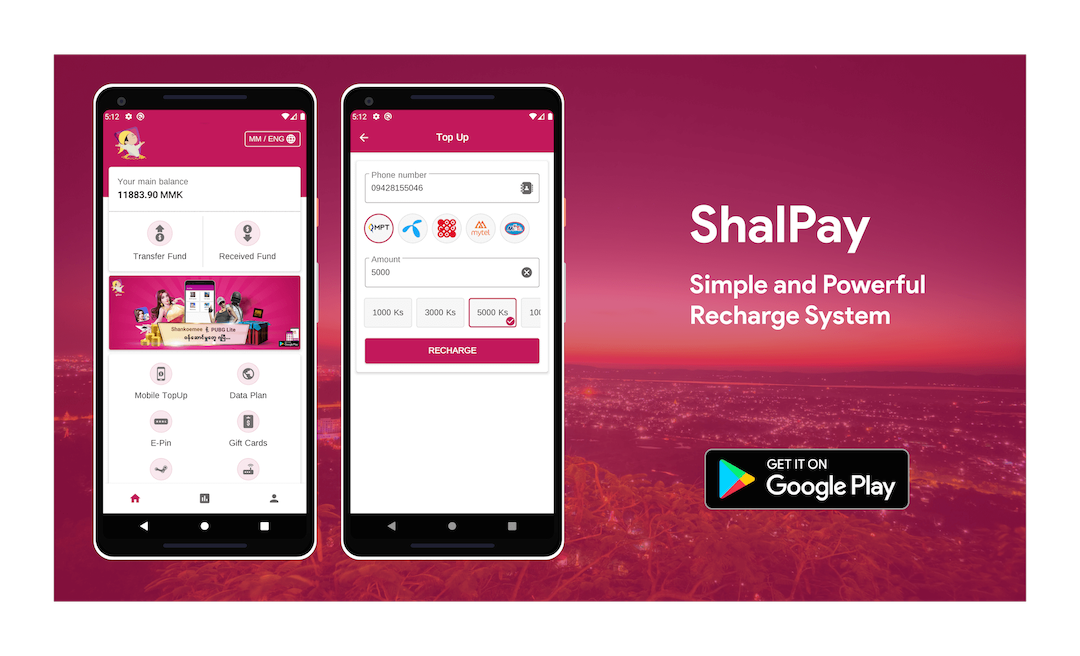 5:12
MM / ENG
Your main balance
11883.90 MMK
Transfer Fund
Received Fund
Shankoemee နဲ့ PUBG Lite
Mobile TopUp
Data Plan
E-Pin
Gift Cards
5:12
Top Up
Phone number
09428155046
MPT
mytel
Amount
5000
1000 Ks
3000 Ks
5000 Ks
RECHARGE
ShalPay
Simple and Powerful
Recharge System
GET IT ON
Google Play